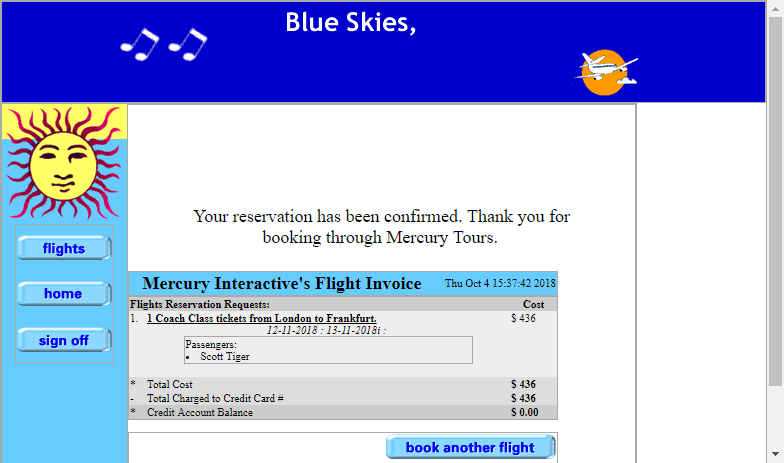 Blue Skies,
flights
home
sign off
Your reservation has been confirmed. Thank you for
booking through Mercury Tours.
Mercury Interactive's Flight Invoice Thu Oct 4 15:37:42 2018
Flights Reservation Requests: Cost
1. 1 Coach Class tickets from London to Frankfurt. $ 436
12-11-2018 : 13-11-2018i :
Passengers:
• Scott Tiger
* Total Cost $ 436
- Total Charged to Credit Card # $ 436
* Credit Account Balance $ 0.00
book another flight